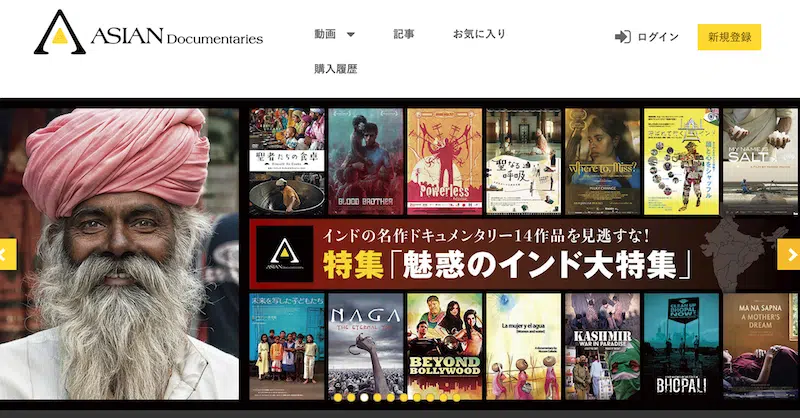 ASIAN Documentaries
動画
記事
お気に入り
ログイン
新規登録
購入履歴
聖者たちの食卓
BLOOD BROTHER
Powerless
聖なる呼吸
Where to, Miss?
MY NAME IS
SALT
インドの名作ドキュメンタリー14作品を見逃すな!
ASIAN Documentaries
特集「魅惑のインド大特集」
未来を写した子どもたち
NAGA
THE ETERNAL YOGI
BEYOND
BOLLYWOOD
La mujer y el agua
(Women and water)
KASHMIR
WAR IN PARADISE
CLEAN UP
BHOPAL
NOW!
BHOPALI
MA NA SAPNA
A MOTHER'S
DREAM